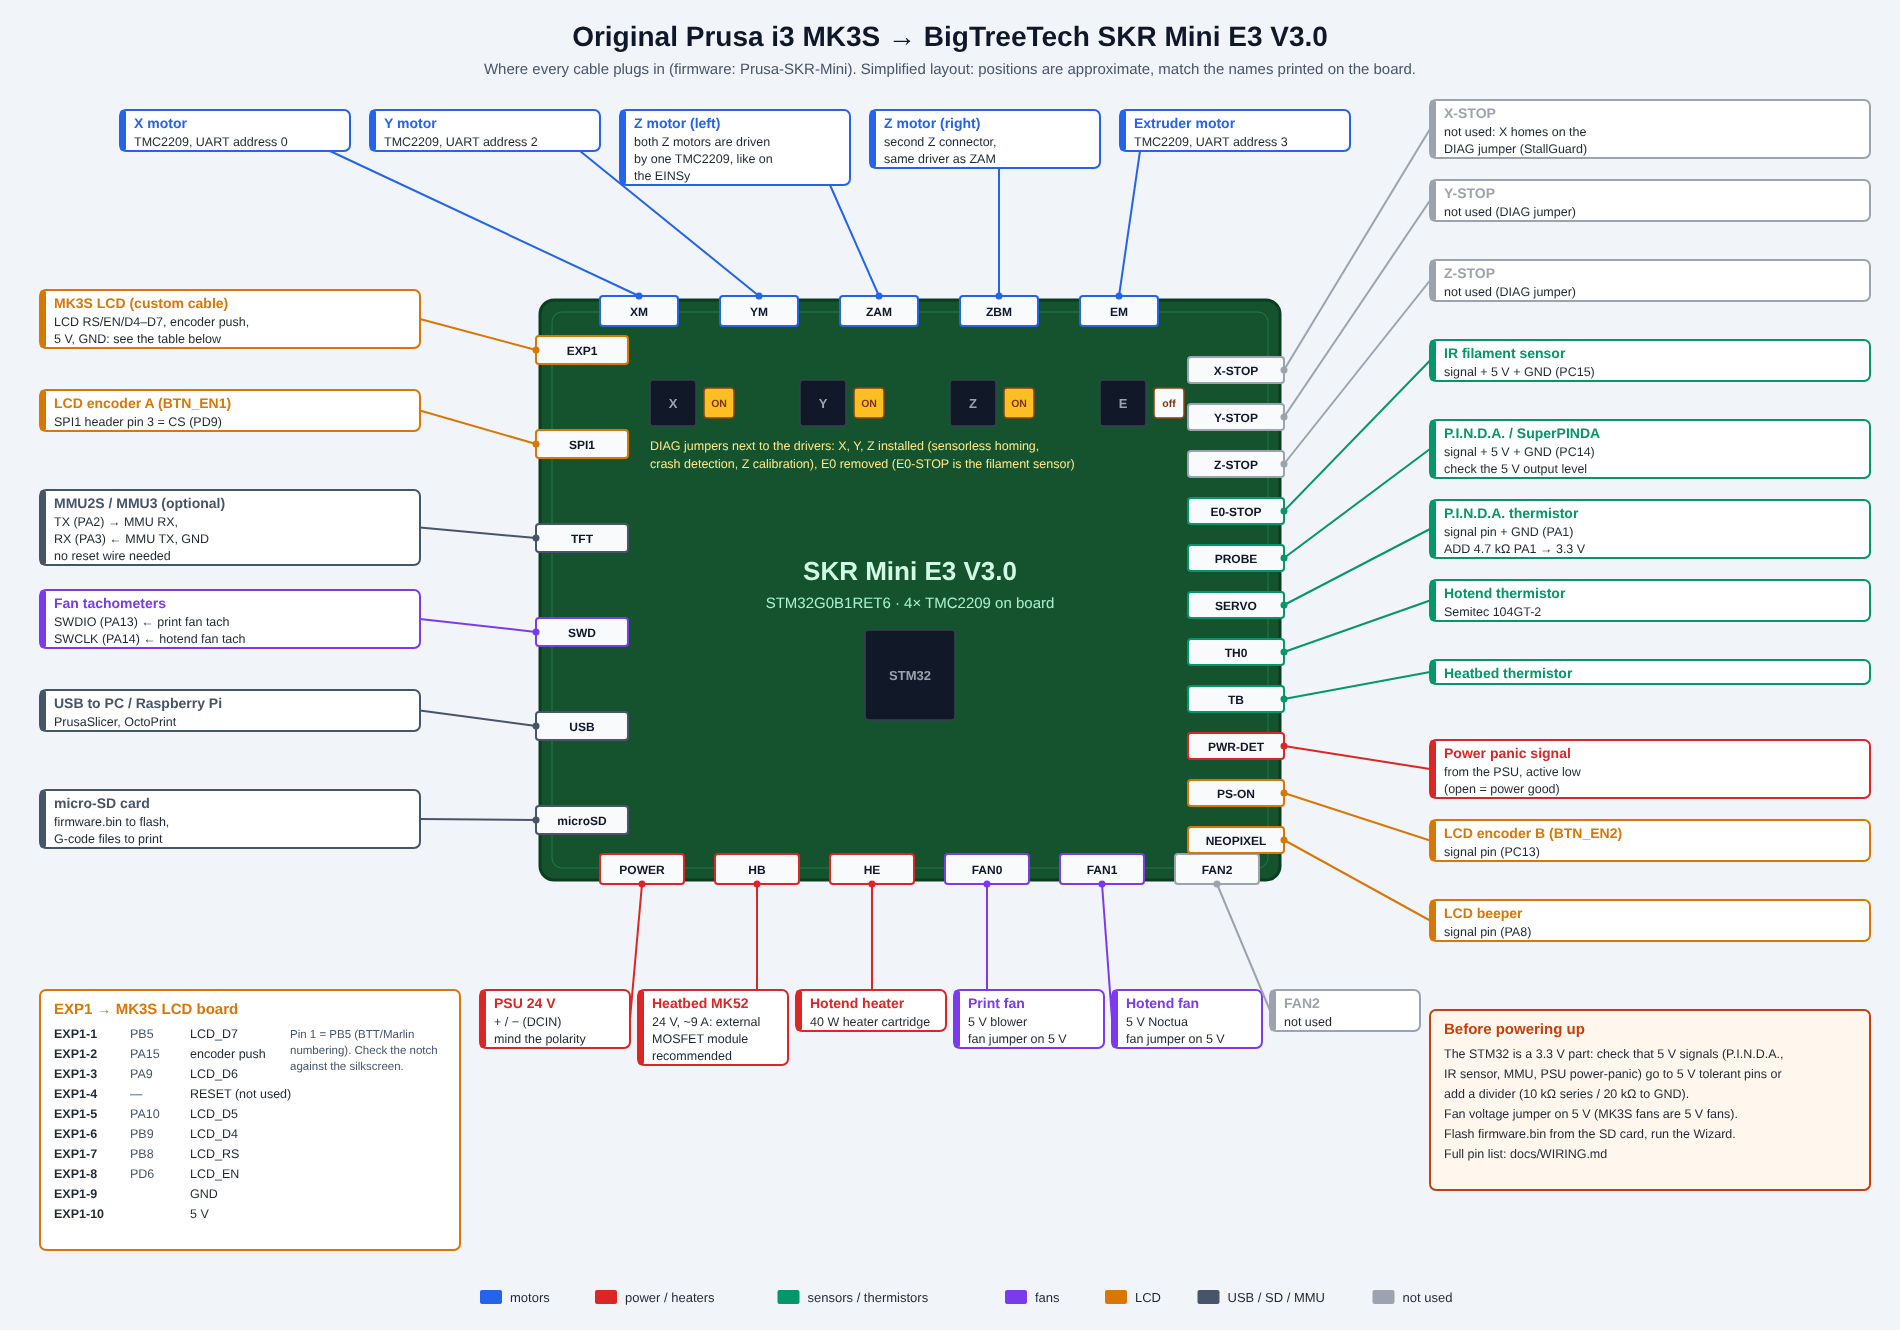 Original Prusa i3 MK3S → BigTreeTech SKR Mini E3 V3.0
Where every cable plugs in (firmware: Prusa-SKR-Mini). Simplified layout: positions are approximate, match the names printed on the board.
X motor
TMC2209, UART address 0
Y motor
TMC2209, UART address 2
Z motor (left)
both Z motors are driven
by one TMC2209, like on
the EINSy
Z motor (right)
second Z connector,
same driver as ZAM
Extruder motor
TMC2209, UART address 3
X-STOP
not used: X homes on the
DIAG jumper (StallGuard)
Y-STOP
not used (DIAG jumper)
Z-STOP
not used (DIAG jumper)
IR filament sensor
signal + 5 V + GND (PC15)
P.I.N.D.A. / SuperPINDA
signal + 5 V + GND (PC14)
check the 5 V output level
P.I.N.D.A. thermistor
signal pin + GND (PA1)
ADD 4.7 kΩ PA1 → 3.3 V
Hotend thermistor
Semitec 104GT-2
Heatbed thermistor
Power panic signal
from the PSU, active low
(open = power good)
LCD encoder B (BTN_EN2)
signal pin (PC13)
LCD beeper
signal pin (PA8)
MK3S LCD (custom cable)
LCD RS/EN/D4–D7, encoder push,
5 V, GND: see the table below
LCD encoder A (BTN_EN1)
SPI1 header pin 3 = CS (PD9)
MMU2S / MMU3 (optional)
TX (PA2) → MMU RX,
RX (PA3) ← MMU TX, GND
no reset wire needed
Fan tachometers
SWDIO (PA13) ← print fan tach
SWCLK (PA14) ← hotend fan tach
USB to PC / Raspberry Pi
PrusaSlicer, OctoPrint
micro-SD card
firmware.bin to flash,
G-code files to print
XM
YM
ZAM
ZBM
EM
EXP1
SPI1
TFT
SWD
USB
microSD
X
ON
Y
ON
Z
ON
E
off
DIAG jumpers next to the drivers: X, Y, Z installed (sensorless homing,
crash detection, Z calibration), E0 removed (E0-STOP is the filament sensor)
SKR Mini E3 V3.0
STM32G0B1RET6 · 4× TMC2209 on board
STM32
X-STOP
Y-STOP
Z-STOP
E0-STOP
PROBE
SERVO
TH0
TB
PWR-DET
PS-ON
NEOPIXEL
POWER
HB
HE
FAN0
FAN1
FAN2
PSU 24 V
+ / − (DCIN)
mind the polarity
Heatbed MK52
24 V, ~9 A: external
MOSFET module
recommended
Hotend heater
40 W heater cartridge
Print fan
5 V blower
fan jumper on 5 V
Hotend fan
5 V Noctua
fan jumper on 5 V
FAN2
not used
EXP1 → MK3S LCD board
EXP1-1 PB5 LCD_D7
EXP1-2 PA15 encoder push
EXP1-3 PA9 LCD_D6
EXP1-4 — RESET (not used)
EXP1-5 PA10 LCD_D5
EXP1-6 PB9 LCD_D4
EXP1-7 PB8 LCD_RS
EXP1-8 PD6 LCD_EN
EXP1-9 GND
EXP1-10 5 V
Pin 1 = PB5 (BTT/Marlin
numbering). Check the notch
against the silkscreen.
Before powering up
The STM32 is a 3.3 V part: check that 5 V signals (P.I.N.D.A.,
IR sensor, MMU, PSU power-panic) go to 5 V tolerant pins or
add a divider (10 kΩ series / 20 kΩ to GND).
Fan voltage jumper on 5 V (MK3S fans are 5 V fans).
Flash firmware.bin from the SD card, run the Wizard.
Full pin list: docs/WIRING.md
motors
power / heaters
sensors / thermistors
fans
LCD
USB / SD / MMU
not used